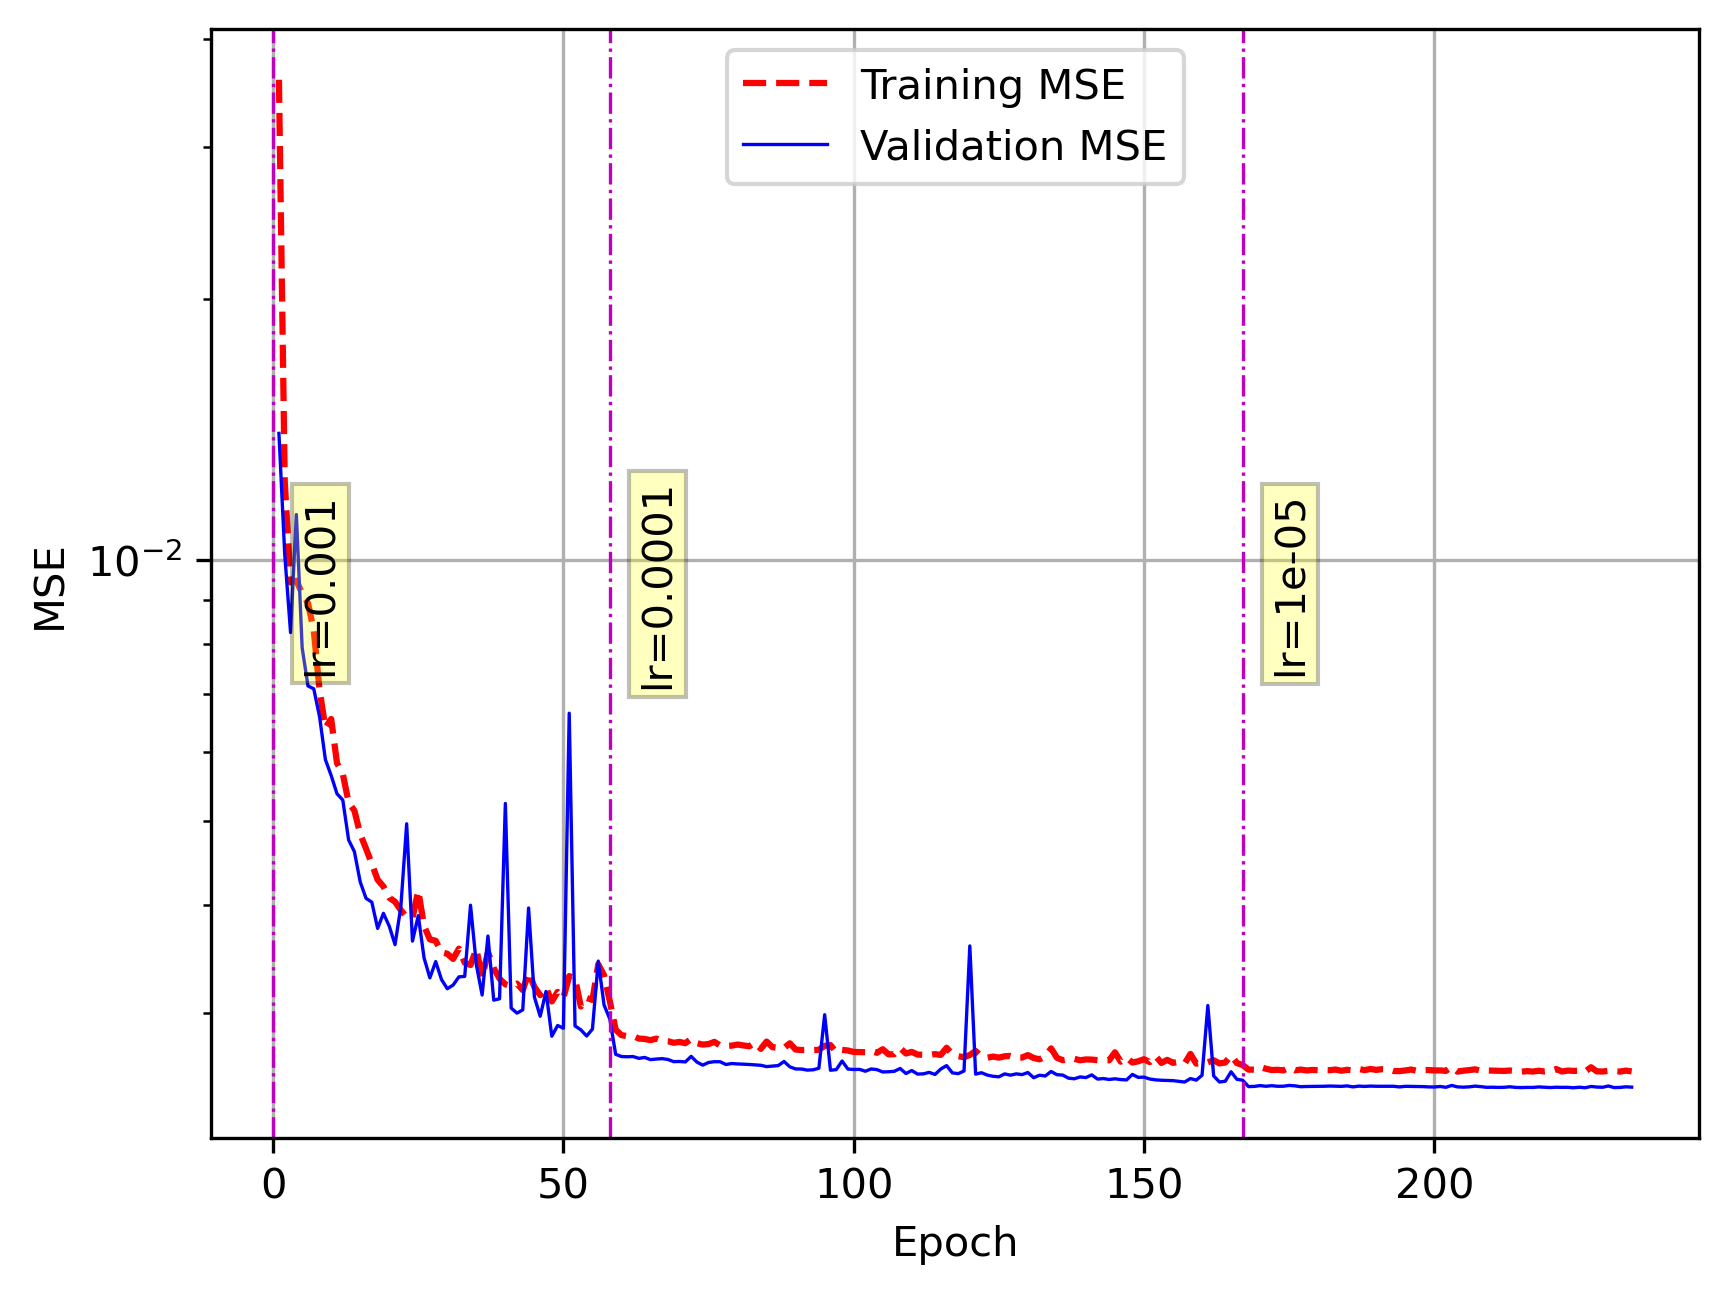 Training MSE
Validation MSE
MSE
10⁻²
lr=0.001
lr=0.0001
lr=1e-05
0
50
100
150
200
Epoch